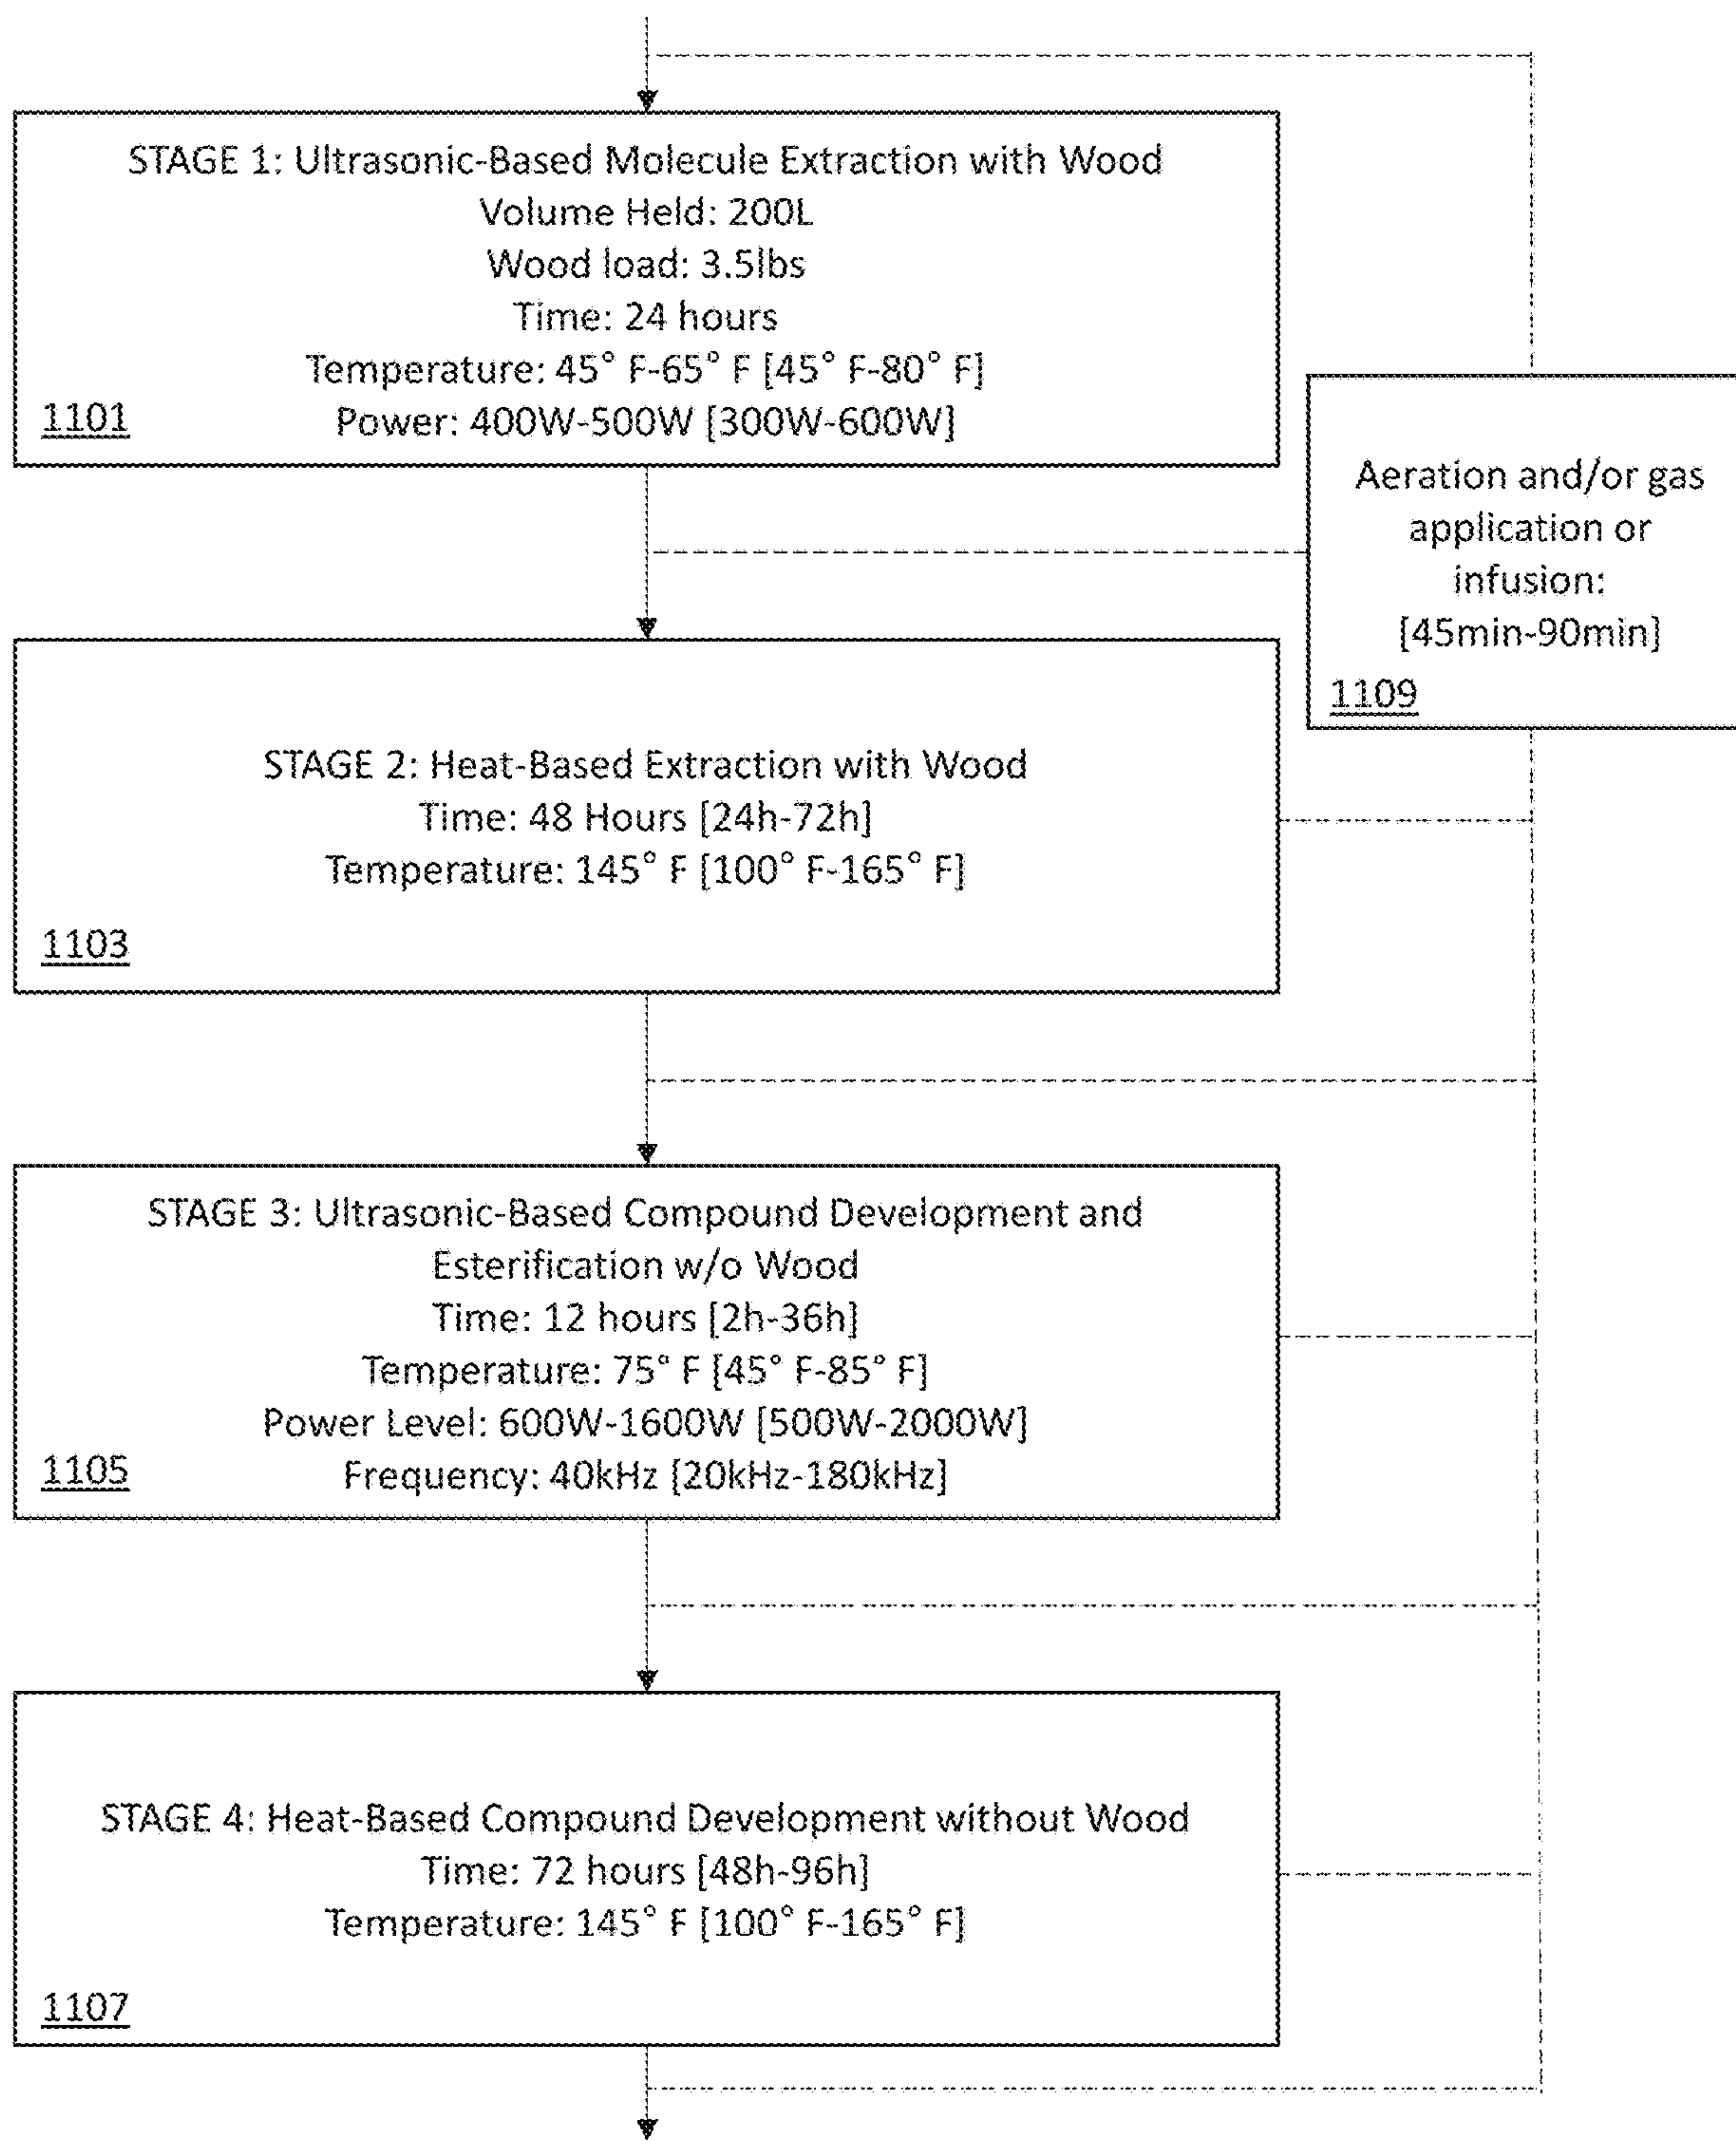 STAGE 1: Ultrasonic-Based Molecule Extraction with Wood
Volume Held: 200L
Wood load: 3.5lbs
Time: 24 hours
Temperature: 45° F-65° F [45° F-80° F]
Power: 400W-500W [300W-600W]
1101
Aeration and/or gas
application or
infusion:
[45min-90min]
1109
STAGE 2: Heat-Based Extraction with Wood
Time: 48 Hours [24h-72h]
Temperature: 145° F [100° F-165° F]
1103
STAGE 3: Ultrasonic-Based Compound Development and
Esterification w/o Wood
Time: 12 hours [2h-36h]
Temperature: 75° F [45° F-85° F]
Power Level: 600W-1600W [500W-2000W]
Frequency: 40kHz [20kHz-180kHz]
1105
STAGE 4: Heat-Based Compound Development without Wood
Time: 72 hours [48h-96h]
Temperature: 145° F [100° F-165° F]
1107